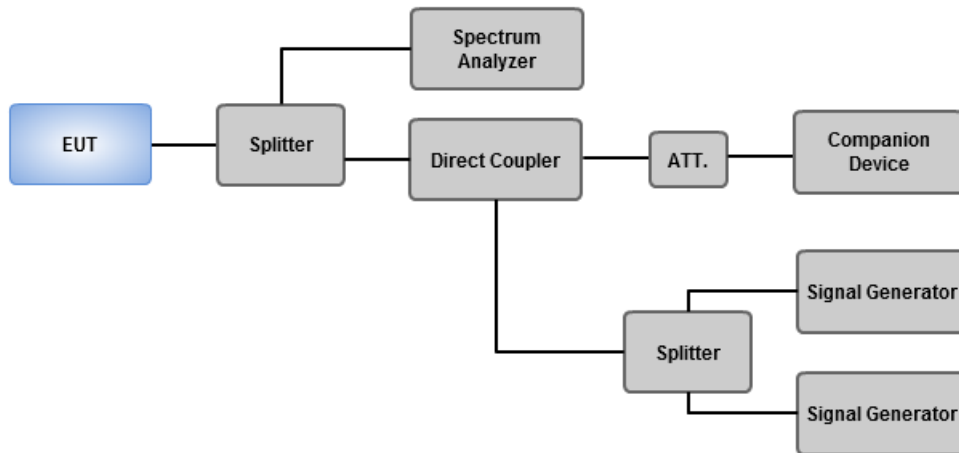 Spectrum
Analyzer
EUT
Splitter
Direct Coupler
ATT.
Companion
Device
Signal Generator
Splitter
Signal Generator